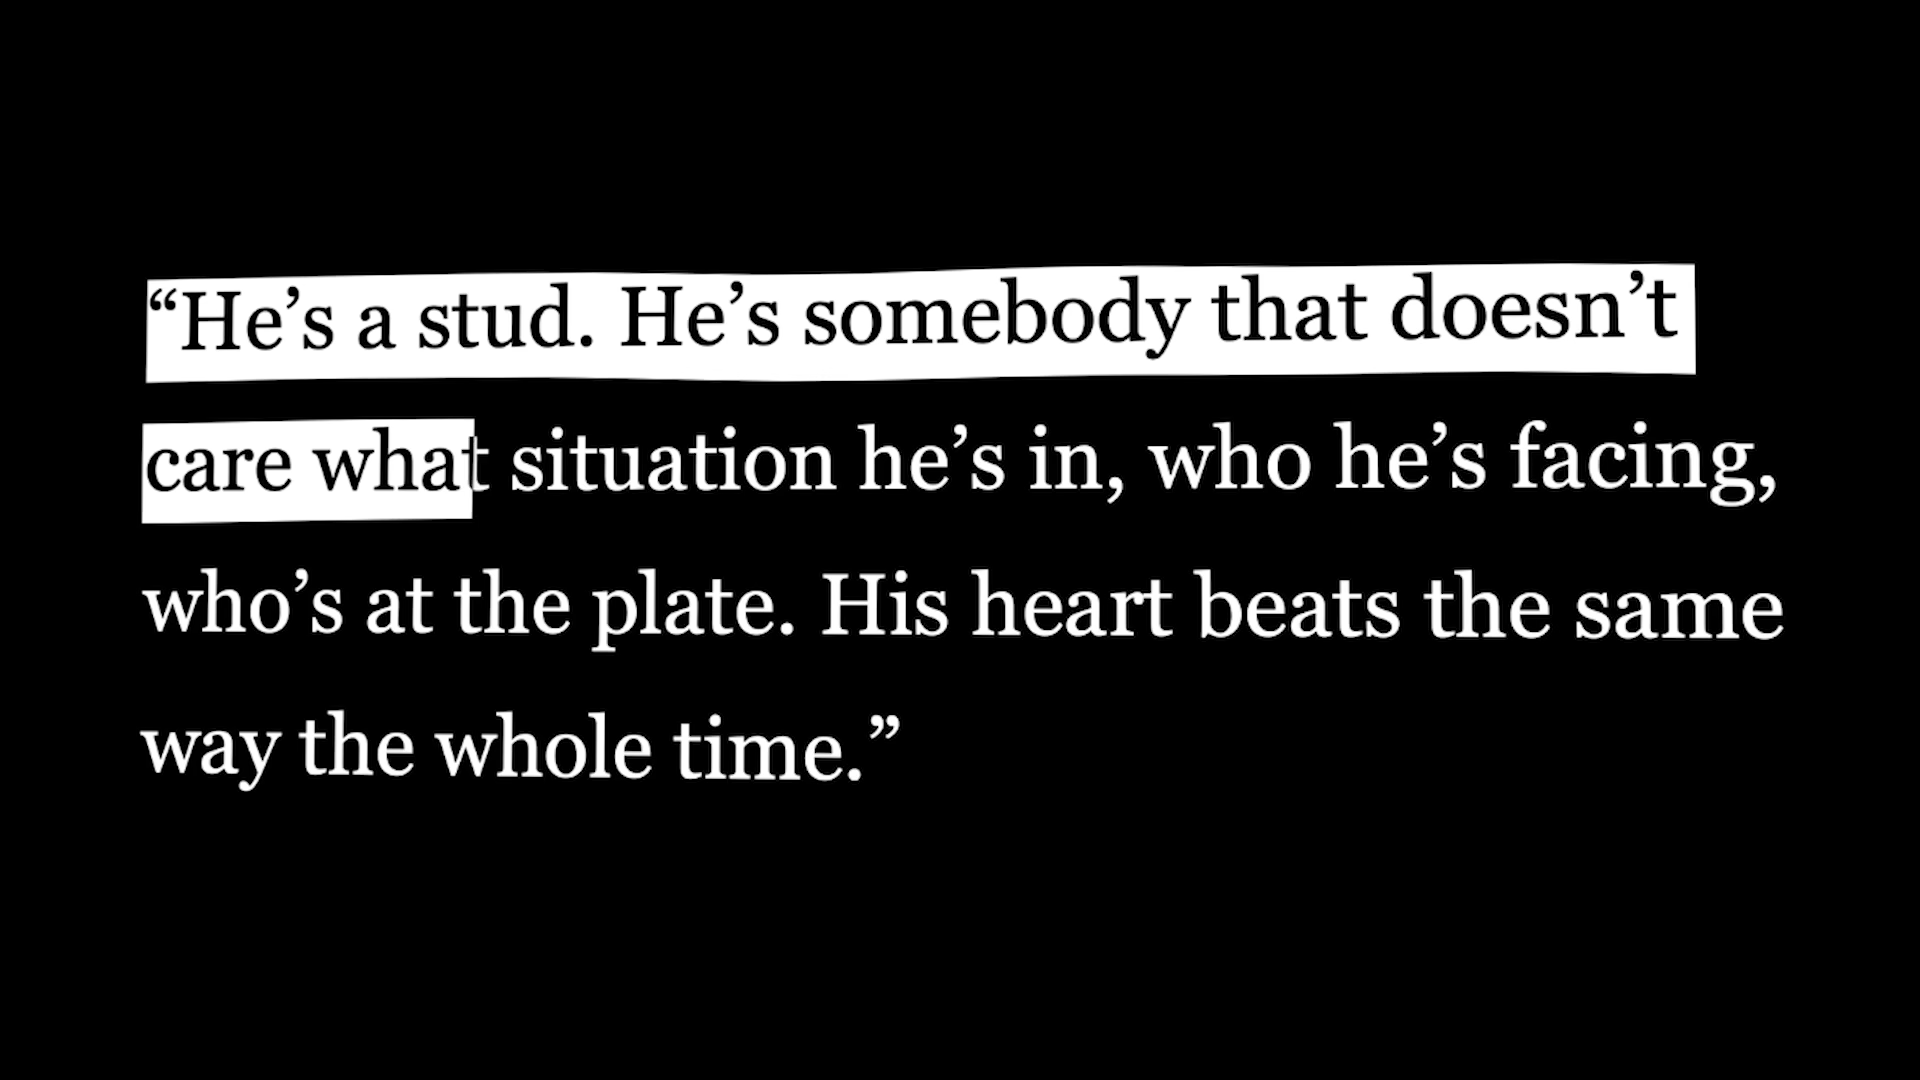 “He’s a stud. He’s somebody that doesn’t
care what situation he’s in, who he’s facing,
who’s at the plate. His heart beats the same
way the whole time.”